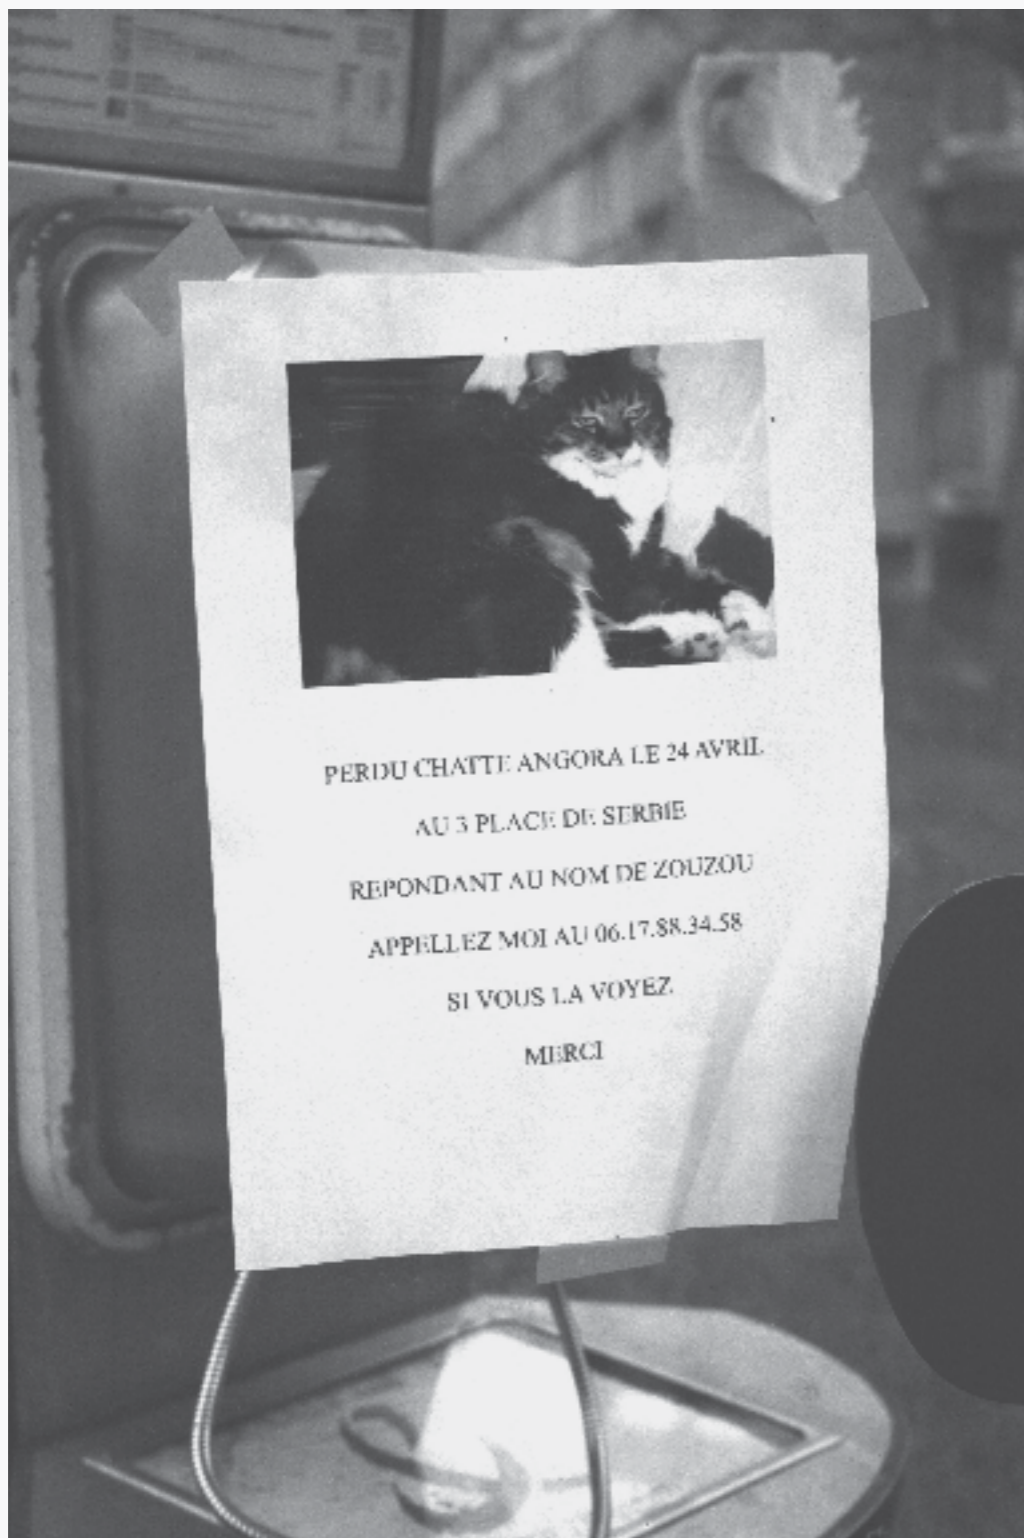 PERDU CHATTE ANGORA LE 24 AVRIL
AU 3 PLACE DE SERBIE
REPONDANT AU NOM DE ZOUZOU
APPELLEZ MOI AU 06.17.88.34.58
SI VOUS LA VOYEZ
MERCI